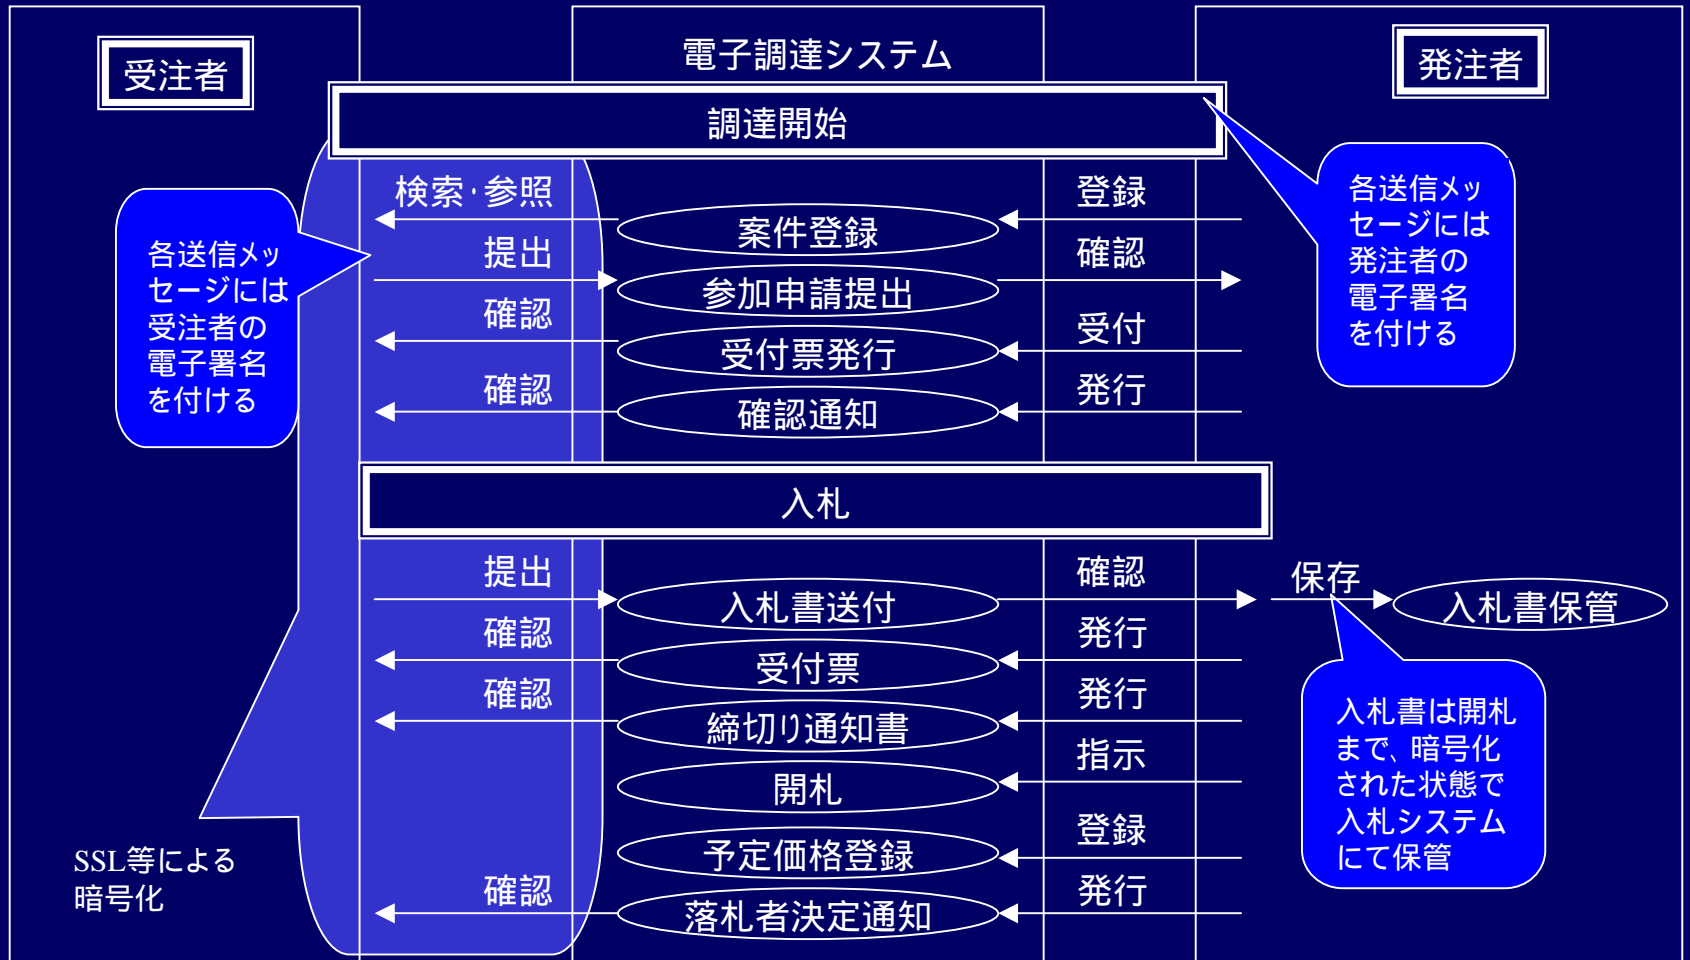 電子調達システム
受注者
発注者
調達開始
検索・参照
登録
案件登録
提出
確認
参加申請提出
確認
受付
受付票発行
確認
発行
確認通知
各送信メッ
セージには
受注者の
電子署名
を付ける
各送信メッ
セージには
発注者の
電子署名
を付ける
入札
提出
確認
保存
入札書送付
入札書保管
確認
発行
受付票
確認
発行
締切り通知書
指示
開札
登録
予定価格登録
確認
発行
落札者決定通知
入札書は開札
まで、暗号化
された状態で
入札システム
にて保管
SSL等による
暗号化